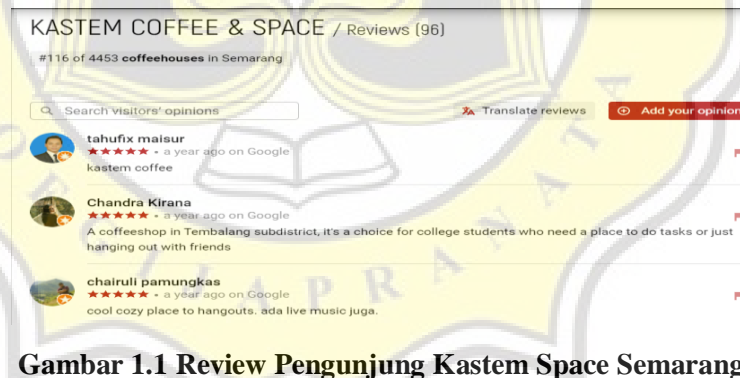 KASTEM COFFEE & SPACE / Reviews (96)
#116 of 4453 coffeehouses in Semarang
Search visitors' opinions
Translate reviews
Add your opinion
tahufix maisur
★★★★★ • a year ago on Google
kastem coffee
Chandra Kirana
★★★★★ • a year ago on Google
A coffeeshop in Tembalang subdistrict, it's a choice for college students who need a place to do tasks or just
hanging out with friends
chairuli pamungkas
★★★★★ • a year ago on Google
cool cozy place to hangouts. ada live music juga.
GIJAPRANATA
Gambar 1.1 Review Pengunjung Kastem Space Semarang